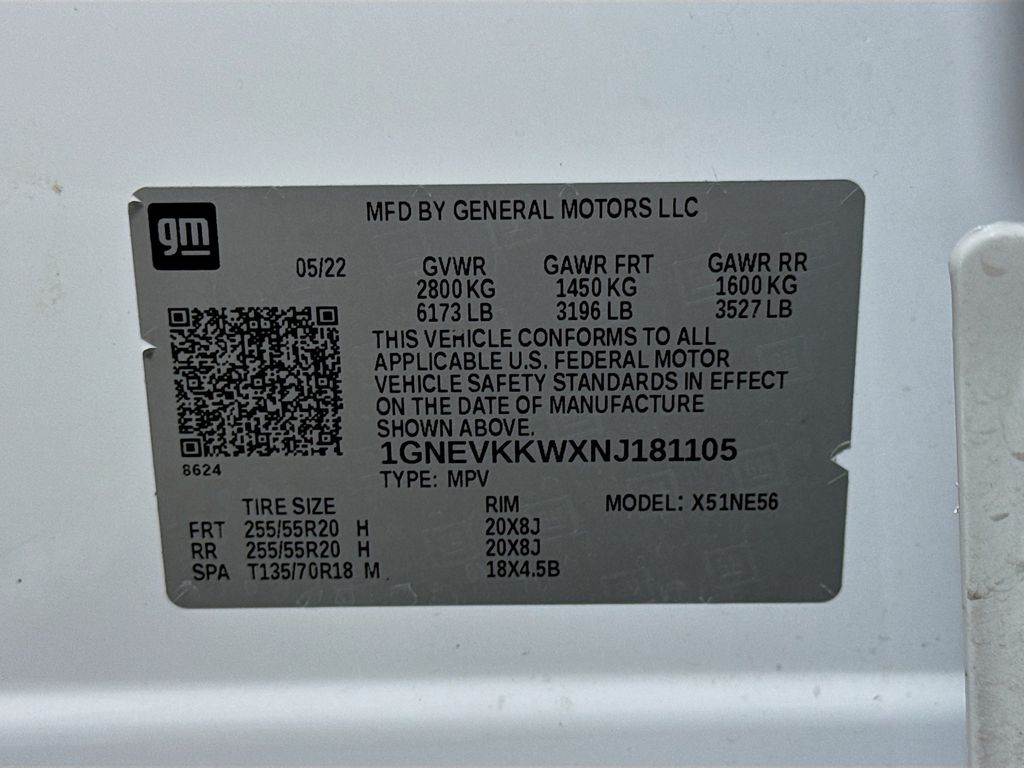 gm
MFD BY GENERAL MOTORS LLC
05/22 GVWR GAWR FRT GAWR RR
2800 KG 1450 KG 1600 KG
6173 LB 3196 LB 3527 LB
THIS VEHICLE CONFORMS TO ALL
APPLICABLE U.S. FEDERAL MOTOR
VEHICLE SAFETY STANDARDS IN EFFECT
ON THE DATE OF MANUFACTURE
SHOWN ABOVE.
1GNEVKKWXNJ181105
8624
TYPE: MPV
TIRE SIZE RIM MODEL: X51NE56
FRT 255/55R20 H 20X8J
RR 255/55R20 H 20X8J
SPA T135/70R18 M 18X4.5B